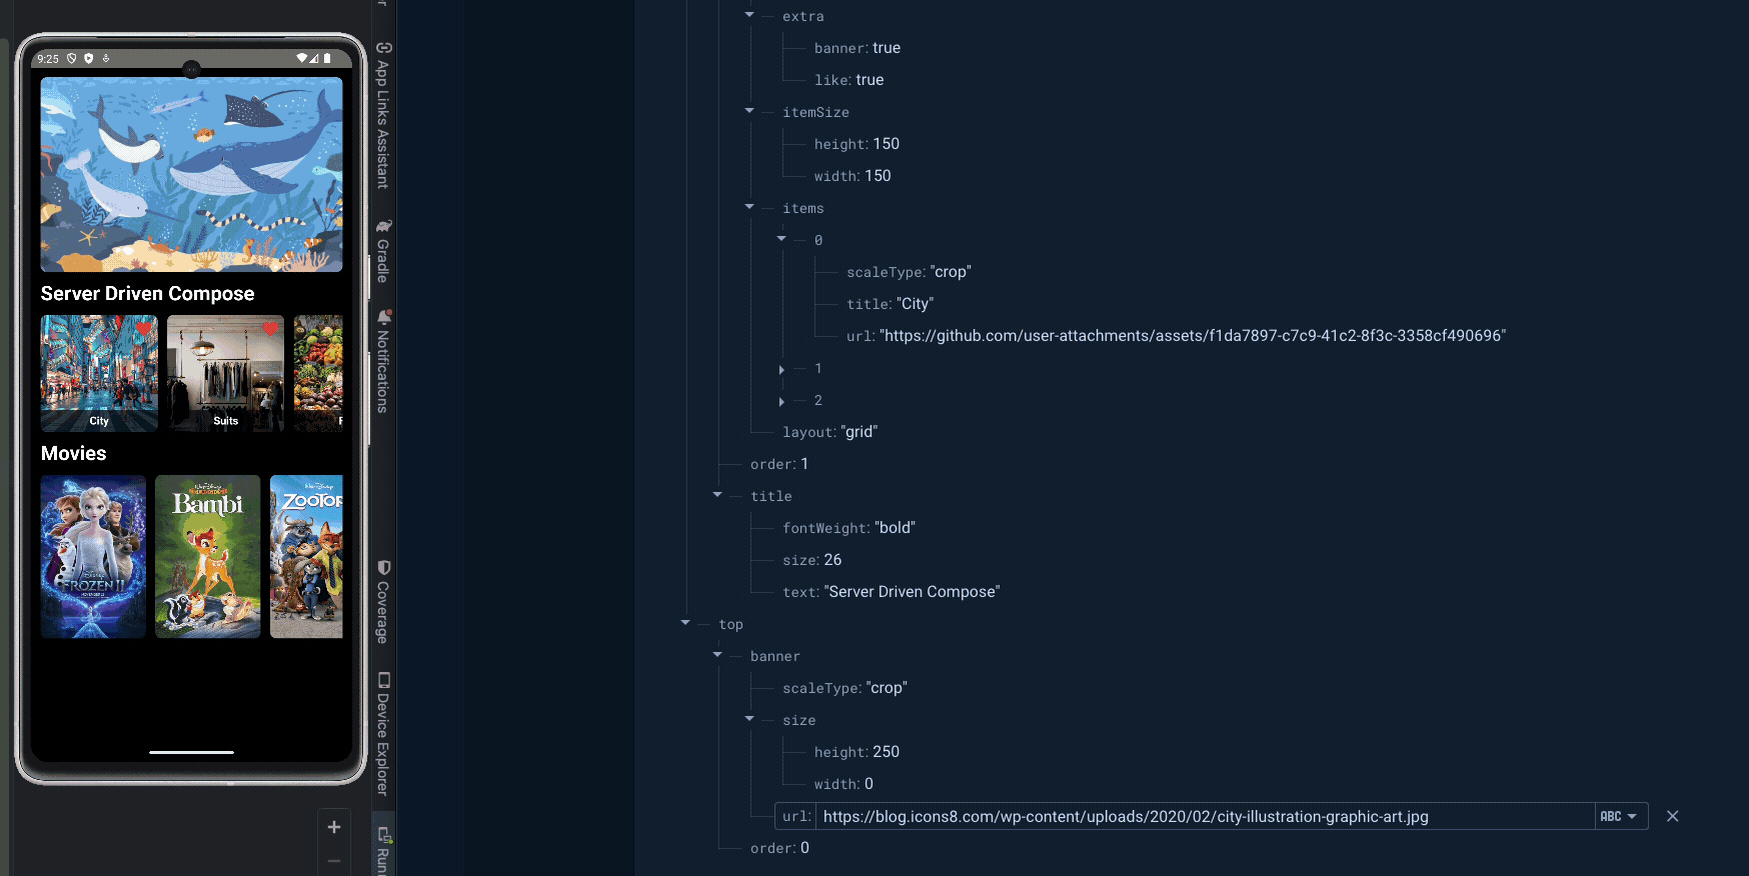 9:25
Server Driven Compose
City
Suits
F
Movies
FROZEN II
Bambi
ZOOTOP
App Links Assistant
Gradle
Notifications
Coverage
Device Explorer
Runn
+
extra
banner: true
like: true
itemSize
height: 150
width: 150
items
0
scaleType: "crop"
title: "City"
url: "https://github.com/user-attachments/assets/f1da7897-c7c9-41c2-8f3c-3358cf490696"
1
2
layout: "grid"
order: 1
title
fontWeight: "bold"
size: 26
text: "Server Driven Compose"
top
banner
scaleType: "crop"
size
height: 250
width: 0
url: https://blog.icons8.com/wp-content/uploads/2020/02/city-illustration-graphic-art.jpg ABC
order: 0